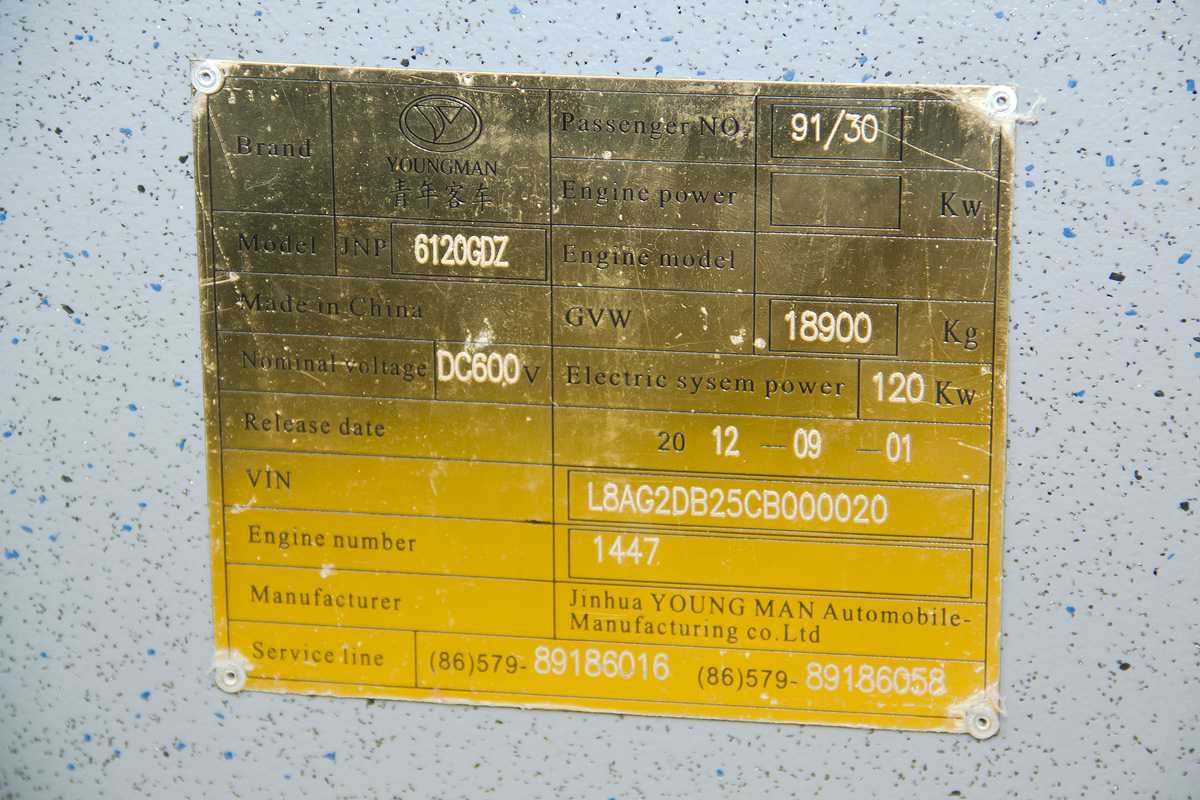 Brand
YOUNGMAN
青年客车
Passenger NO. 91/30
Engine power Kw
Model JNP 6120GDZ
Engine model
Made in China
GVW 18900 Kg
Nominal voltage DC600 V
Electric sysem power 120 Kw
Release date 20 12 — 09 — 01
VIN L8AG2DB25CB000020
Engine number 1447
Manufacturer Jinhua YOUNG MAN Automobile-
Manufacturing co.Ltd
Service line (86)579-89186016 (86)579-89186058